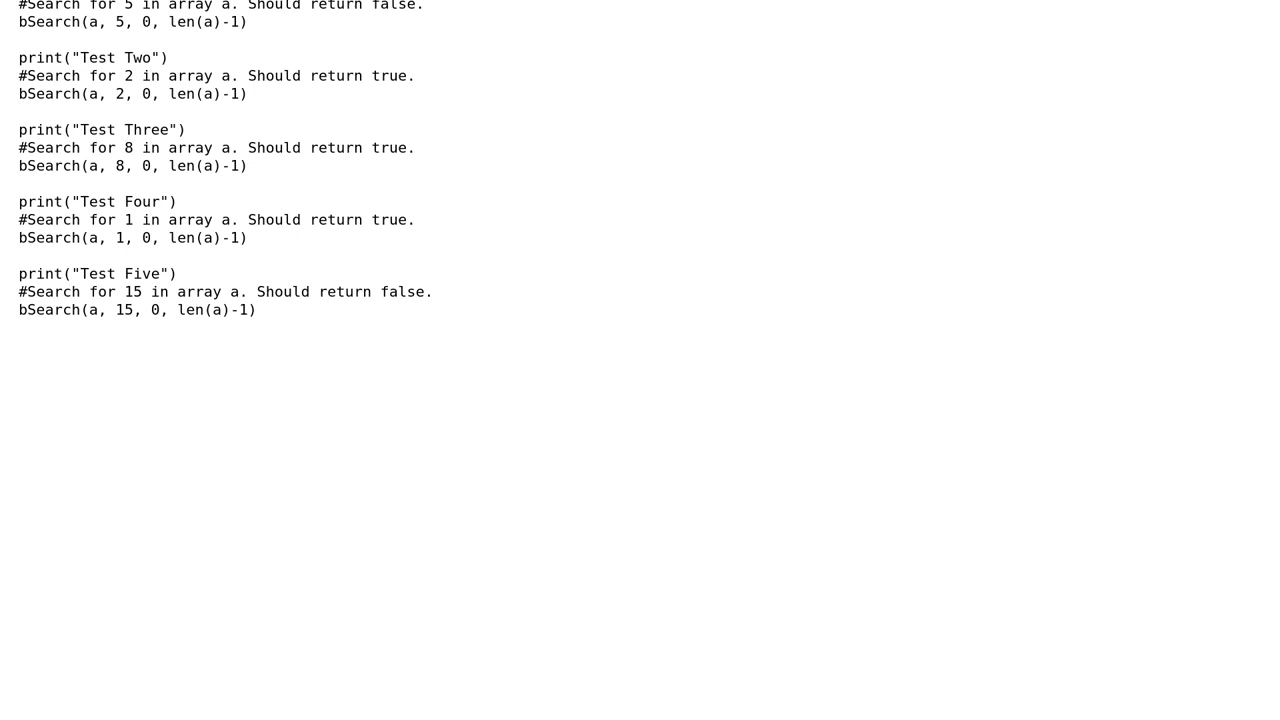 #Search for 5 in array a. Should return false.
bSearch(a, 5, 0, len(a)-1)
print("Test Two")
#Search for 2 in array a. Should return true.
bSearch(a, 2, 0, len(a)-1)
print("Test Three")
#Search for 8 in array a. Should return true.
bSearch(a, 8, 0, len(a)-1)
print("Test Four")
#Search for 1 in array a. Should return true.
bSearch(a, 1, 0, len(a)-1)
print("Test Five")
#Search for 15 in array a. Should return false.
bSearch(a, 15, 0, len(a)-1)